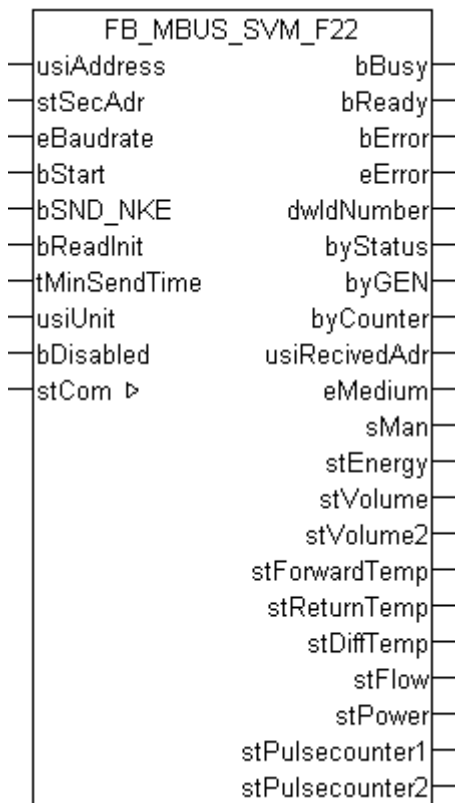 FB_MBUS_SVM_F22
usiAddress bBusy
stSecAdr bReady
eBaudrate bError
bStart eError
bSND_NKE dwIdNumber
bReadInit byStatus
tMinSendTime byGEN
usiUnit byCounter
bDisabled usiRecivedAdr
stCom ▷ eMedium
sMan
stEnergy
stVolume
stVolume2
stForwardTemp
stReturnTemp
stDiffTemp
stFlow
stPower
stPulsecounter1
stPulsecounter2